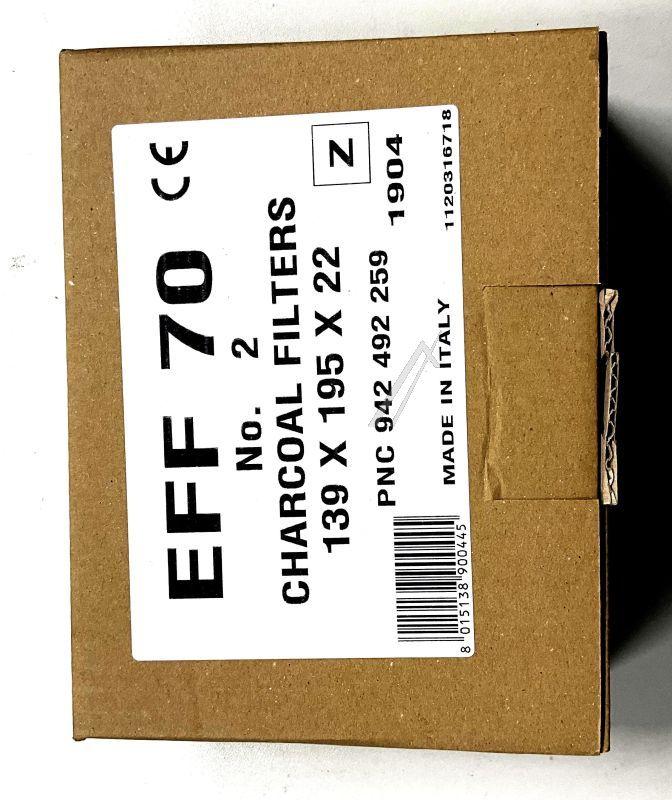 EFF 70 CE
No. 2
CHARCOAL FILTERS
139 X 195 X 22
Z
PNC 942 492 259
1904
MADE IN ITALY
1120316718
8 015138 900445